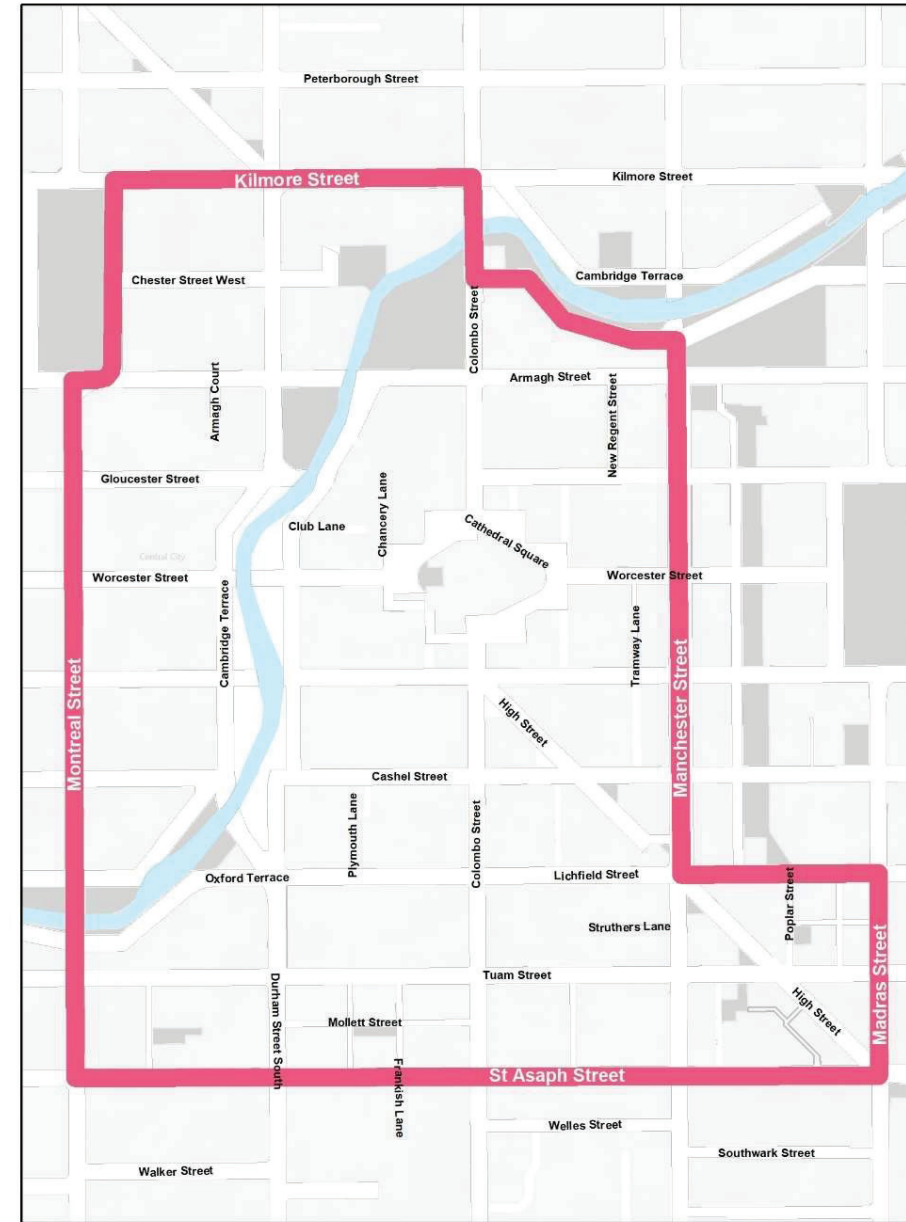 Peterborough Street
Kilmore Street
Kilmore Street
Chester Street West
Cambridge Terrace
Colombo Street
Armagh Street
Armagh Court
New Regent Street
Gloucester Street
Chancery Lane
Club Lane
Cathedral Square
Central City
Worcester Street
Worcester Street
Cambridge Terrace
Tramway Lane
Montreal Street
Manchester Street
High Street
Cashel Street
Plymouth Lane
Colombo Street
Oxford Terrace
Lichfield Street
Poplar Street
Struthers Lane
Madras Street
Tuam Street
Durham Street South
High Street
Mollett Street
Frankish Lane
St Asaph Street
Welles Street
Southwark Street
Walker Street